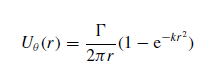 U_θ(r) = Γ/(2πr) (1 − e^{−kr²})